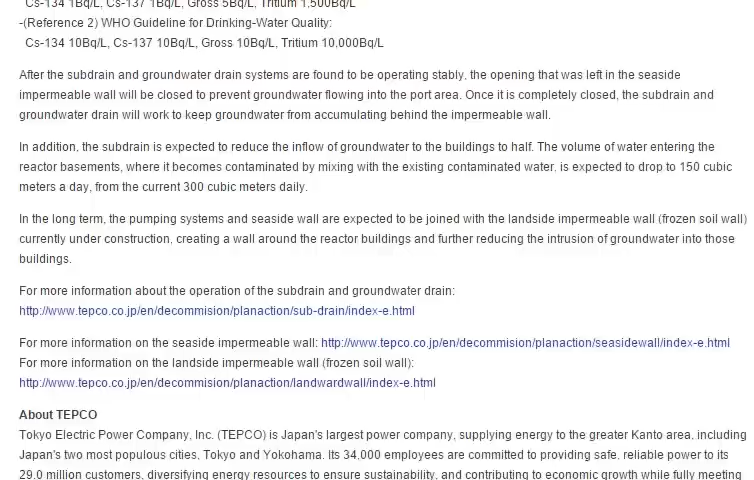 Cs-134 1Bq/L, Cs-137 1Bq/L, Gross 5Bq/L, Tritium 1,500Bq/L
-(Reference 2) WHO Guideline for Drinking-Water Quality:
Cs-134 10Bq/L, Cs-137 10Bq/L, Gross 10Bq/L, Tritium 10,000Bq/L
After the subdrain and groundwater drain systems are found to be operating stably, the opening that was left in the seaside
impermeable wall will be closed to prevent groundwater flowing into the port area. Once it is completely closed, the subdrain and
groundwater drain will work to keep groundwater from accumulating behind the impermeable wall.
In addition, the subdrain is expected to reduce the inflow of groundwater to the buildings to half. The volume of water entering the
reactor basements, where it becomes contaminated by mixing with the existing contaminated water, is expected to drop to 150 cubic
meters a day, from the current 300 cubic meters daily.
In the long term, the pumping systems and seaside wall are expected to be joined with the landside impermeable wall (frozen soil wall)
currently under construction, creating a wall around the reactor buildings and further reducing the intrusion of groundwater into those
buildings.
For more information about the operation of the subdrain and groundwater drain:
http://www.tepco.co.jp/en/decommision/planaction/sub-drain/index-e.html
For more information on the seaside impermeable wall: http://www.tepco.co.jp/en/decommision/planaction/seasidewall/index-e.html
For more information on the landside impermeable wall (frozen soil wall):
http://www.tepco.co.jp/en/decommision/planaction/landwardwall/index-e.html
About TEPCO
Tokyo Electric Power Company, Inc. (TEPCO) is Japan's largest power company, supplying energy to the greater Kanto area, including
Japan's two most populous cities, Tokyo and Yokohama. Its 34,000 employees are committed to providing safe, reliable power to its
29.0 million customers, diversifying energy resources to ensure sustainability, and contributing to economic growth while fully meeting